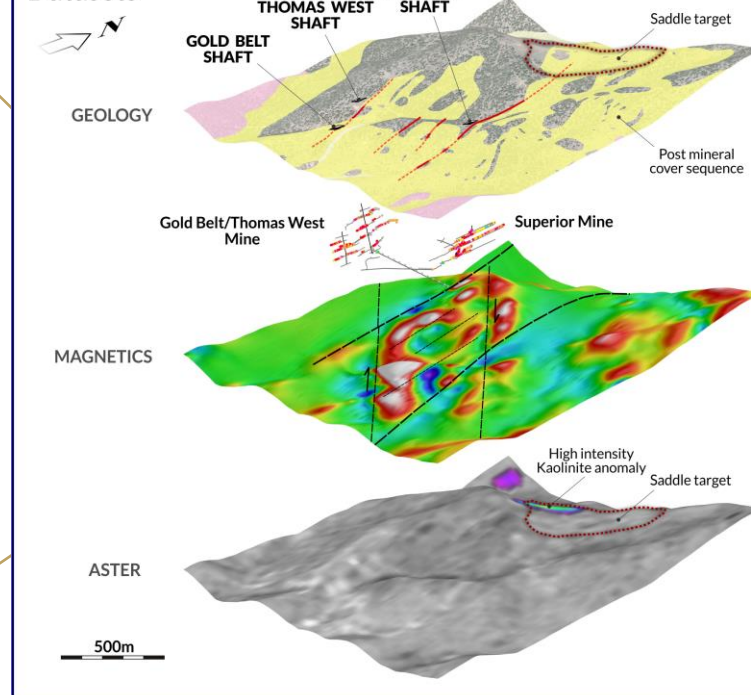 THOMAS WEST
SHAFT
SHAFT
GOLD BELT
SHAFT
N
Saddle target
GEOLOGY
Post mineral
cover sequence
Gold Belt/Thomas West
Mine
Superior Mine
MAGNETICS
High intensity
Kaolinite anomaly
Saddle target
ASTER
500m